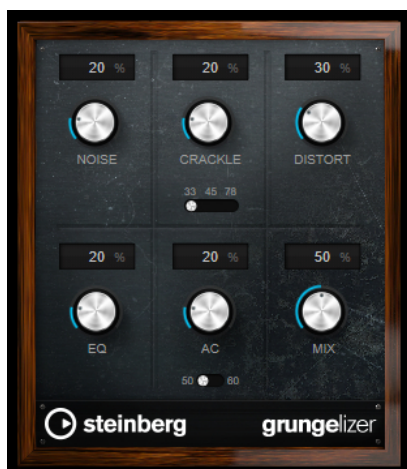 20 % 20 % 30 %
NOISE CRACKLE DISTORT
33 45 78
20 % 20 % 50 %
EQ AC MIX
50 60
steinberg grungelizer